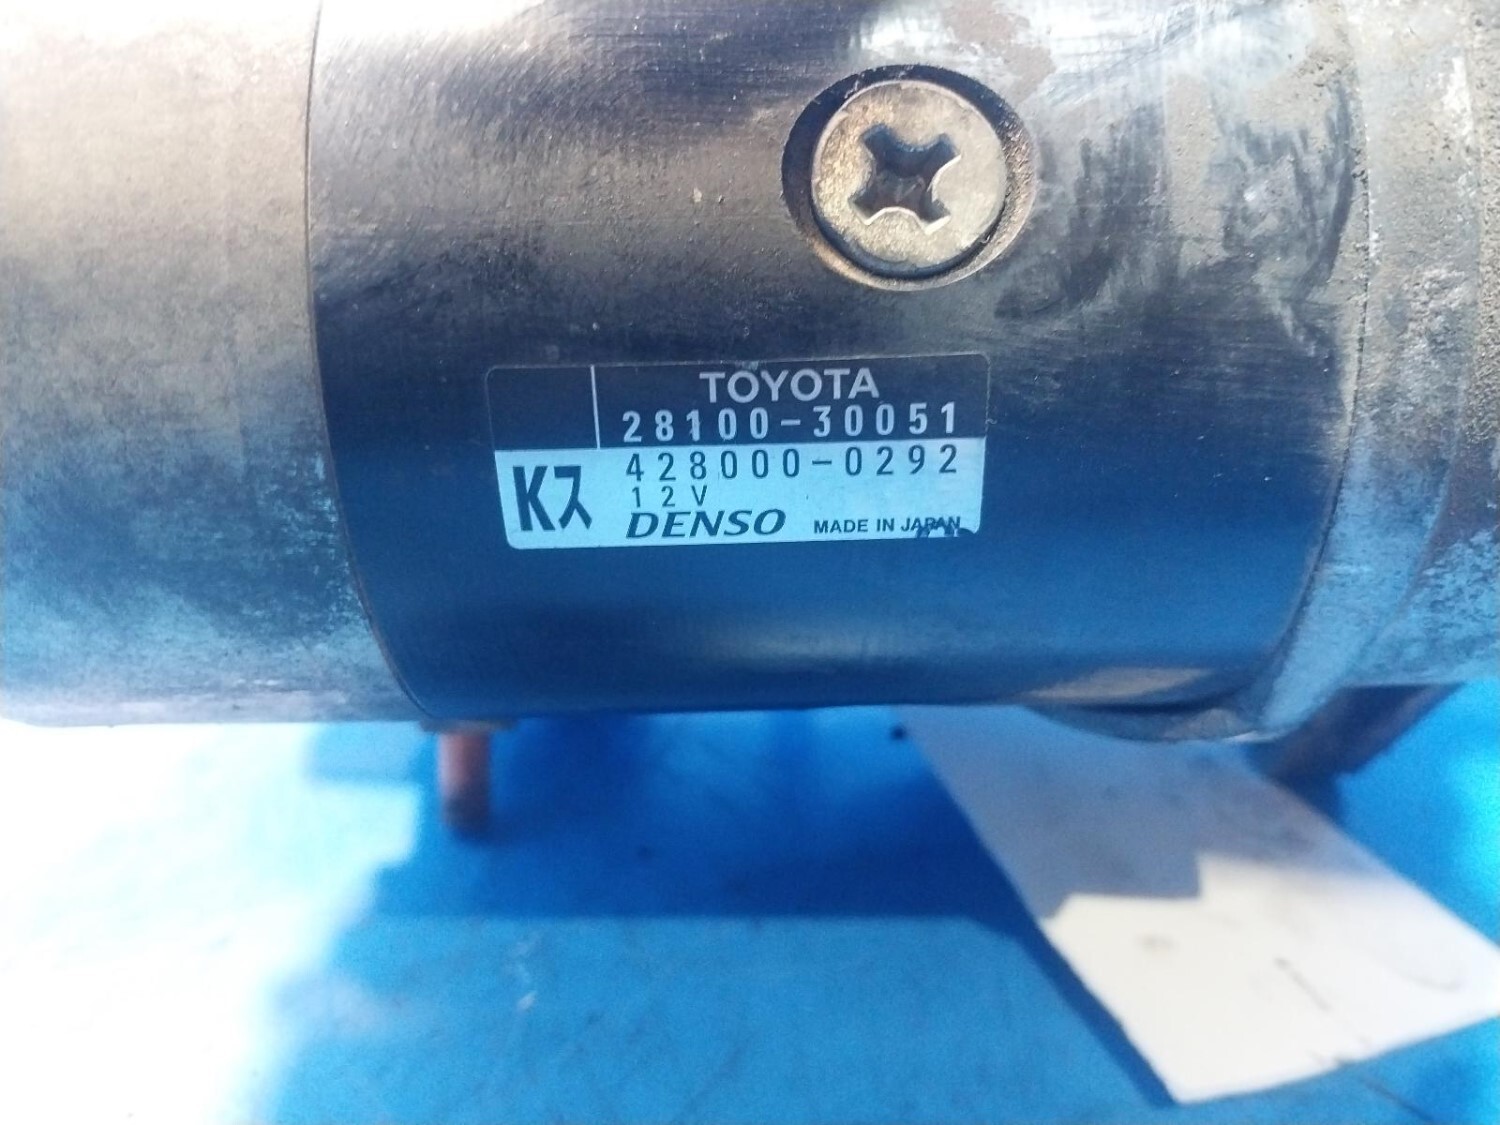 TOYOTA
28100-30051
428000-0292
12V
Kス
DENSO MADE IN JAPAN